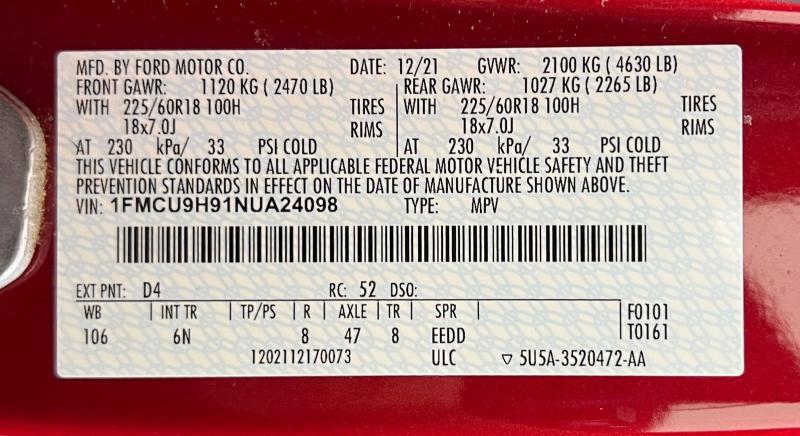 MFD. BY FORD MOTOR CO. DATE: 12/21 GVWR: 2100 KG ( 4630 LB)
FRONT GAWR: 1120 KG ( 2470 LB) REAR GAWR: 1027 KG ( 2265 LB)
WITH 225/60R18 100H TIRES WITH 225/60R18 100H TIRES
18x7.0J RIMS 18x7.0J RIMS
AT 230 kPa/ 33 PSI COLD AT 230 kPa/ 33 PSI COLD
THIS VEHICLE CONFORMS TO ALL APPLICABLE FEDERAL MOTOR VEHICLE SAFETY AND THEFT
PREVENTION STANDARDS IN EFFECT ON THE DATE OF MANUFACTURE SHOWN ABOVE.
VIN: 1FMCU9H91NUA24098 TYPE: MPV
EXT PNT: D4 RC: 52 DSO:
WB INT TR TP/PS R AXLE TR SPR F0101
106 6N 8 47 8 EEDD T0161
1202112170073 ULC ▽ 5U5A-3520472-AA